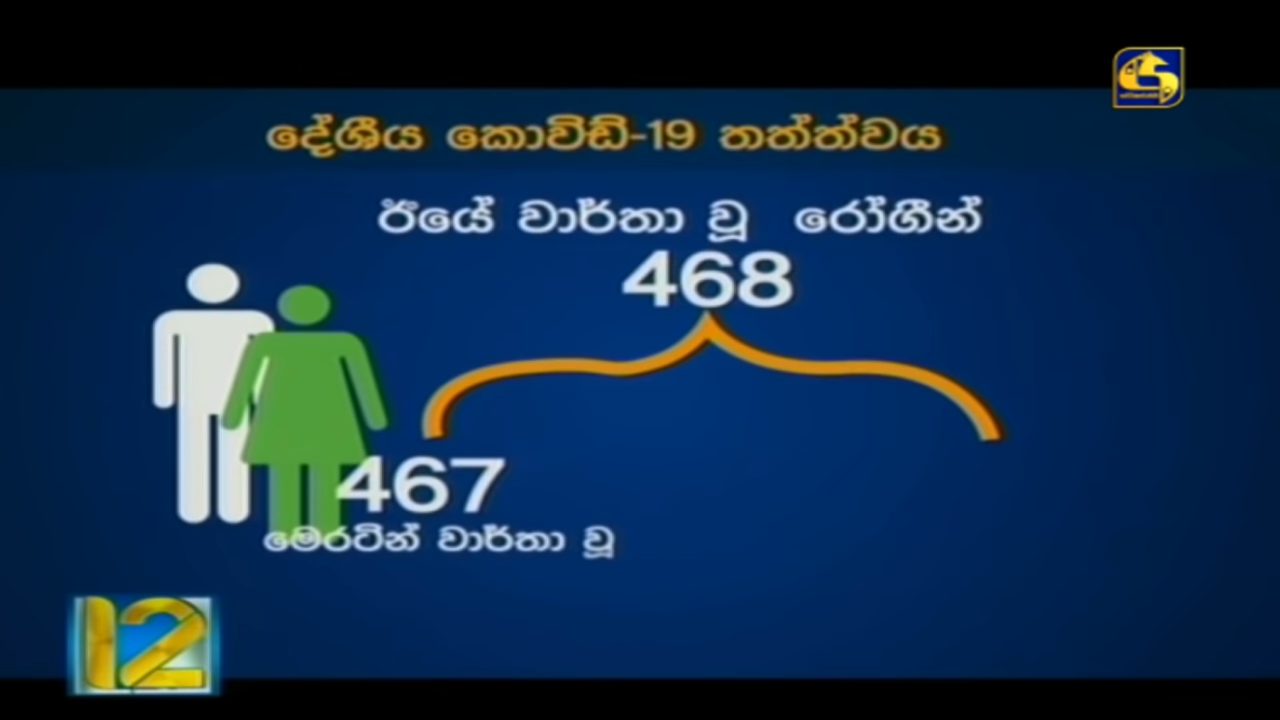 දේශීය කොවිඩ්-19 තත්ත්වය
ඊයේ වාර්තා වූ රෝගීන්
468
467
මෙරටින් වාර්තා වූ
12